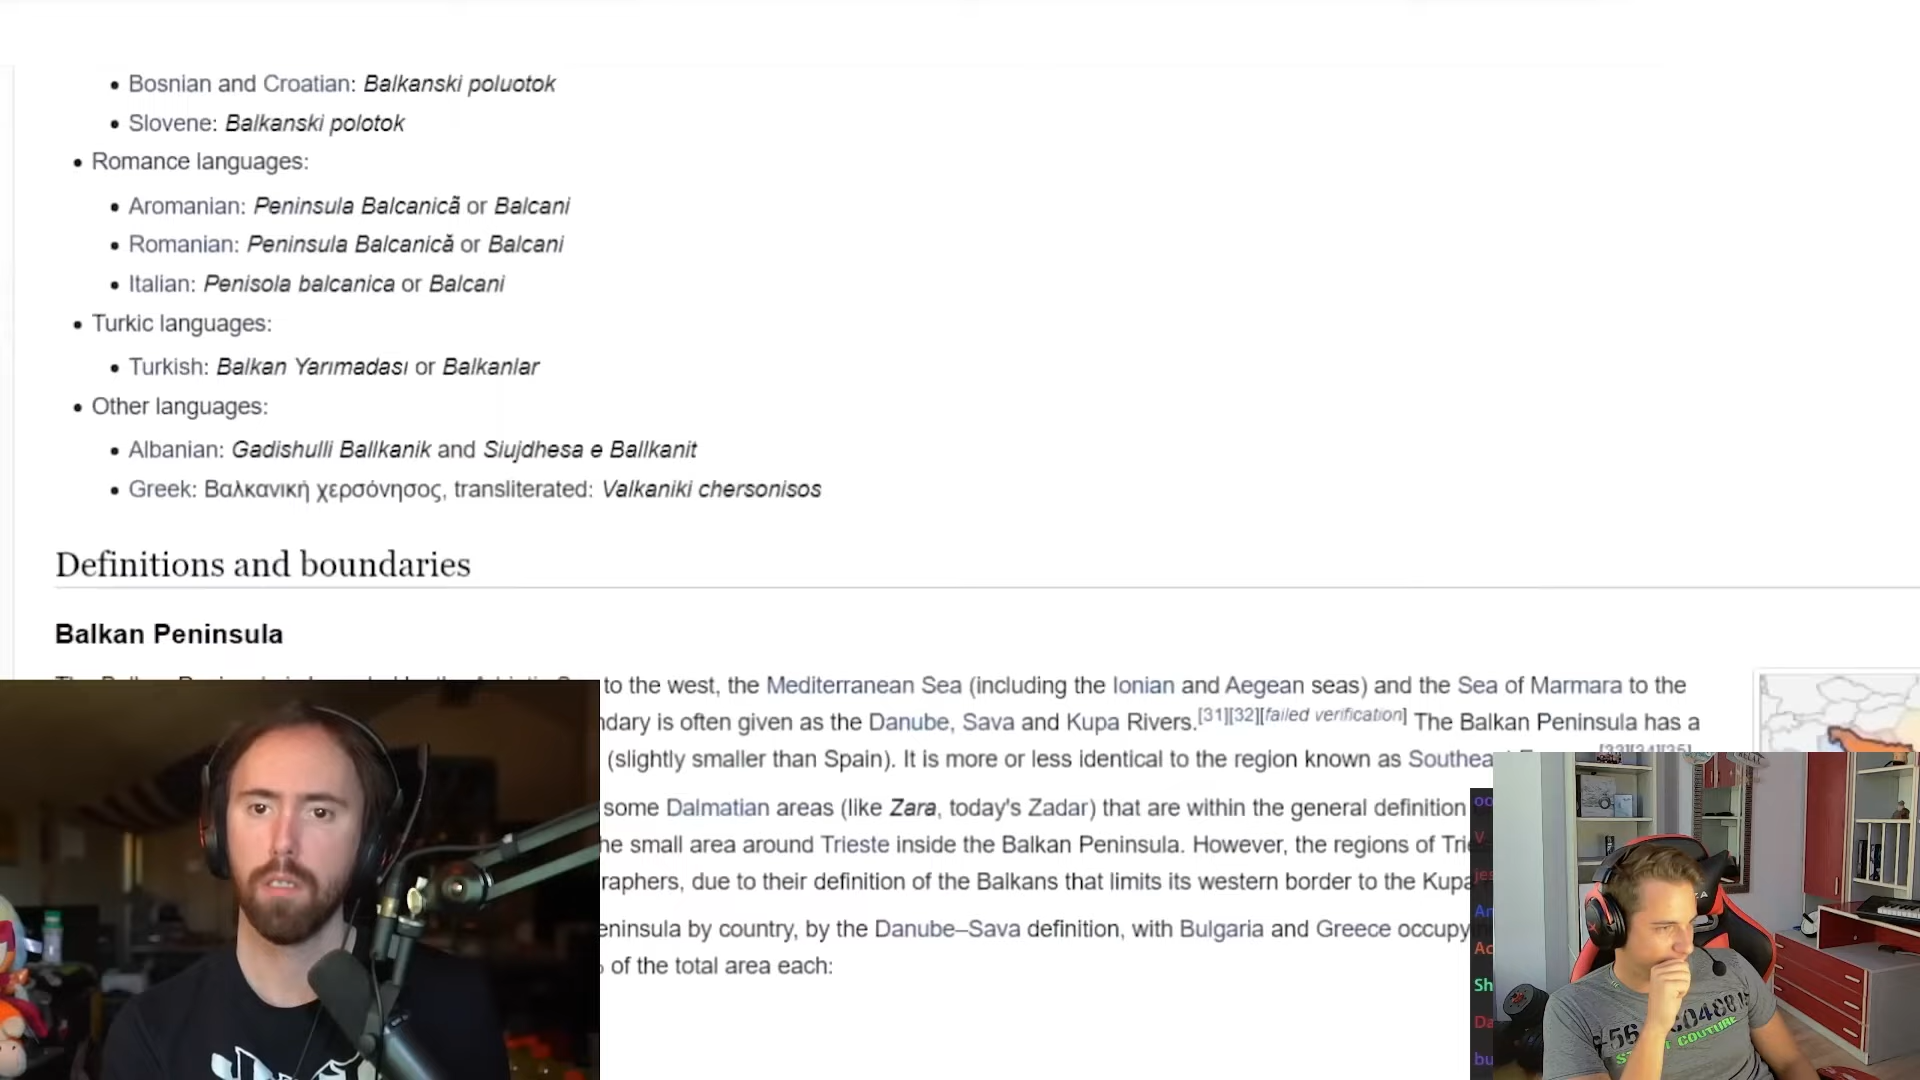 Bosnian and Croatian: Balkanski poluotok
Slovene: Balkanski polotok
Romance languages:
Aromanian: Peninsula Balcanicã or Balcani
Romanian: Peninsula Balcanică or Balcani
Italian: Penisola balcanica or Balcani
Turkic languages:
Turkish: Balkan Yarımadası or Balkanlar
Other languages:
Albanian: Gadishulli Ballkanik and Siujdhesa e Ballkanit
Greek: Βαλκανική χερσόνησος, transliterated: Valkaniki chersonisos
Definitions and boundaries
Balkan Peninsula
to the west, the Mediterranean Sea (including the Ionian and Aegean seas) and the Sea of Marmara to the
ndary is often given as the Danube, Sava and Kupa Rivers.[31][32][failed verification] The Balkan Peninsula has a
(slightly smaller than Spain). It is more or less identical to the region known as Southea
some Dalmatian areas (like Zara, today's Zadar) that are within the general definition
he small area around Trieste inside the Balkan Peninsula. However, the regions of Trie
raphers, due to their definition of the Balkans that limits its western border to the Kupa
eninsula by country, by the Danube–Sava definition, with Bulgaria and Greece occupy
of the total area each:
STREET COUTURE